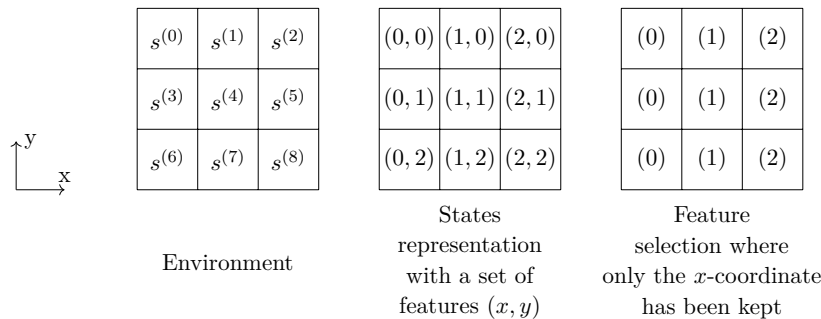 s^(0) s^(1) s^(2) (0, 0) (1, 0) (2, 0) (0) (1) (2)
s^(3) s^(4) s^(5) (0, 1) (1, 1) (2, 1) (0) (1) (2)
y
s^(6) s^(7) s^(8) (0, 2) (1, 2) (2, 2) (0) (1) (2)
x
Environment
States
representation
with a set of
features (x, y)
Feature
selection where
only the x-coordinate
has been kept